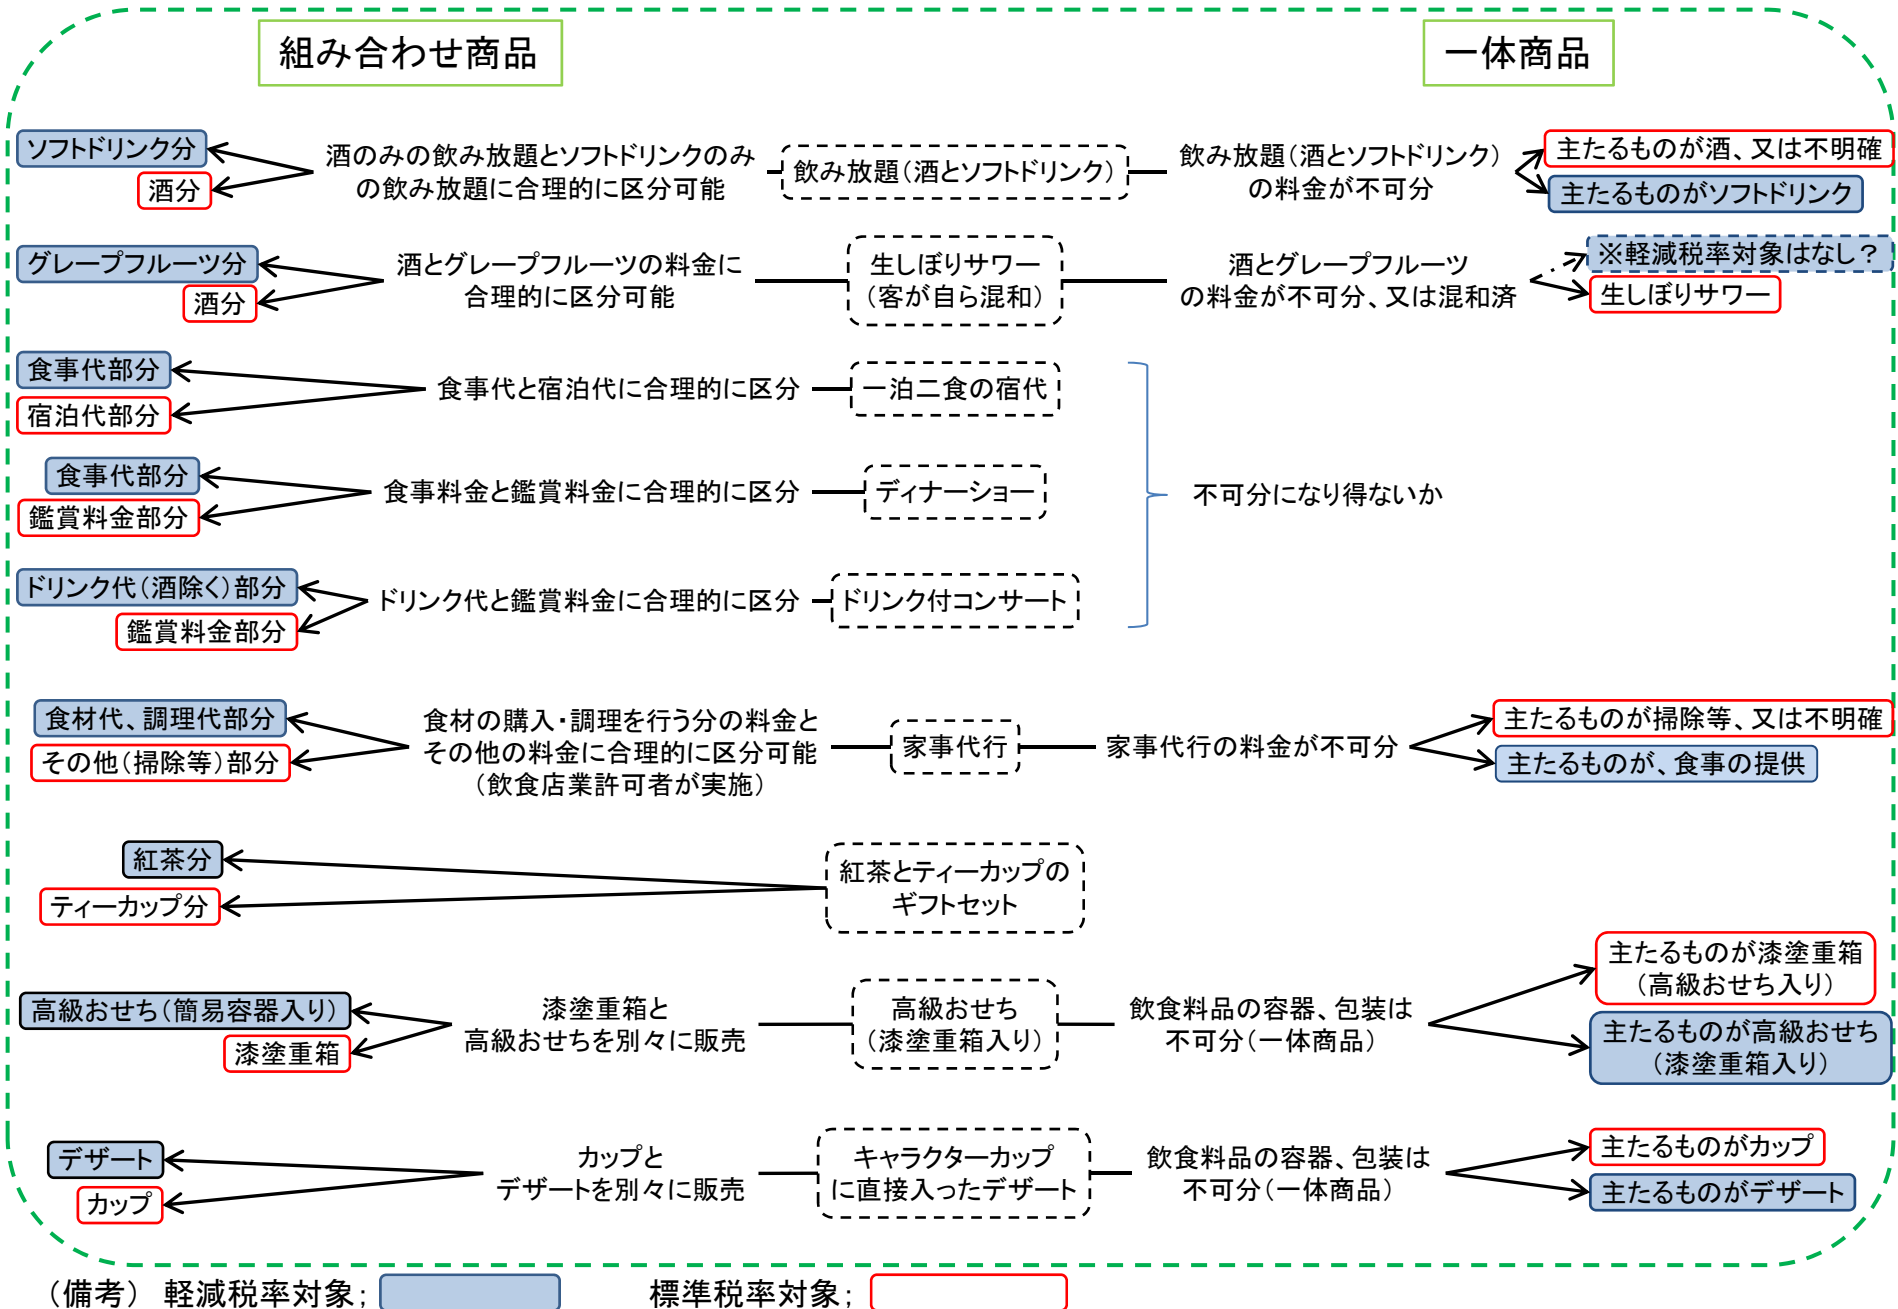 組み合わせ商品
一体商品
ソフトドリンク分
酒分
酒のみの飲み放題とソフトドリンクのみ
の飲み放題に合理的に区分可能
飲み放題（酒とソフトドリンク）
飲み放題（酒とソフトドリンク）
の料金が不可分
主たるものが酒、又は不明確
主たるものがソフトドリンク
グレープフルーツ分
酒分
酒とグレープフルーツの料金に
合理的に区分可能
生しぼりサワー
（客が自ら混和）
酒とグレープフルーツ
の料金が不可分、又は混和済
※軽減税率対象はなし？
生しぼりサワー
食事代部分
宿泊代部分
食事代と宿泊代に合理的に区分
一泊二食の宿代
食事代部分
鑑賞料金部分
食事料金と鑑賞料金に合理的に区分
ディナーショー
不可分になり得ないか
ドリンク代（酒除く）部分
鑑賞料金部分
ドリンク代と鑑賞料金に合理的に区分
ドリンク付コンサート
食材代、調理代部分
その他（掃除等）部分
食材の購入・調理を行う分の料金と
その他の料金に合理的に区分可能
（飲食店業許可者が実施）
家事代行
家事代行の料金が不可分
主たるものが掃除等、又は不明確
主たるものが、食事の提供
紅茶分
ティーカップ分
紅茶とティーカップの
ギフトセット
高級おせち（簡易容器入り）
漆塗重箱
漆塗重箱と
高級おせちを別々に販売
高級おせち
（漆塗重箱入り）
飲食料品の容器、包装は
不可分（一体商品）
主たるものが漆塗重箱
（高級おせち入り）
主たるものが高級おせち
（漆塗重箱入り）
デザート
カップ
カップと
デザートを別々に販売
キャラクターカップ
に直接入ったデザート
飲食料品の容器、包装は
不可分（一体商品）
主たるものがカップ
主たるものがデザート
（備考） 軽減税率対象； 標準税率対象；